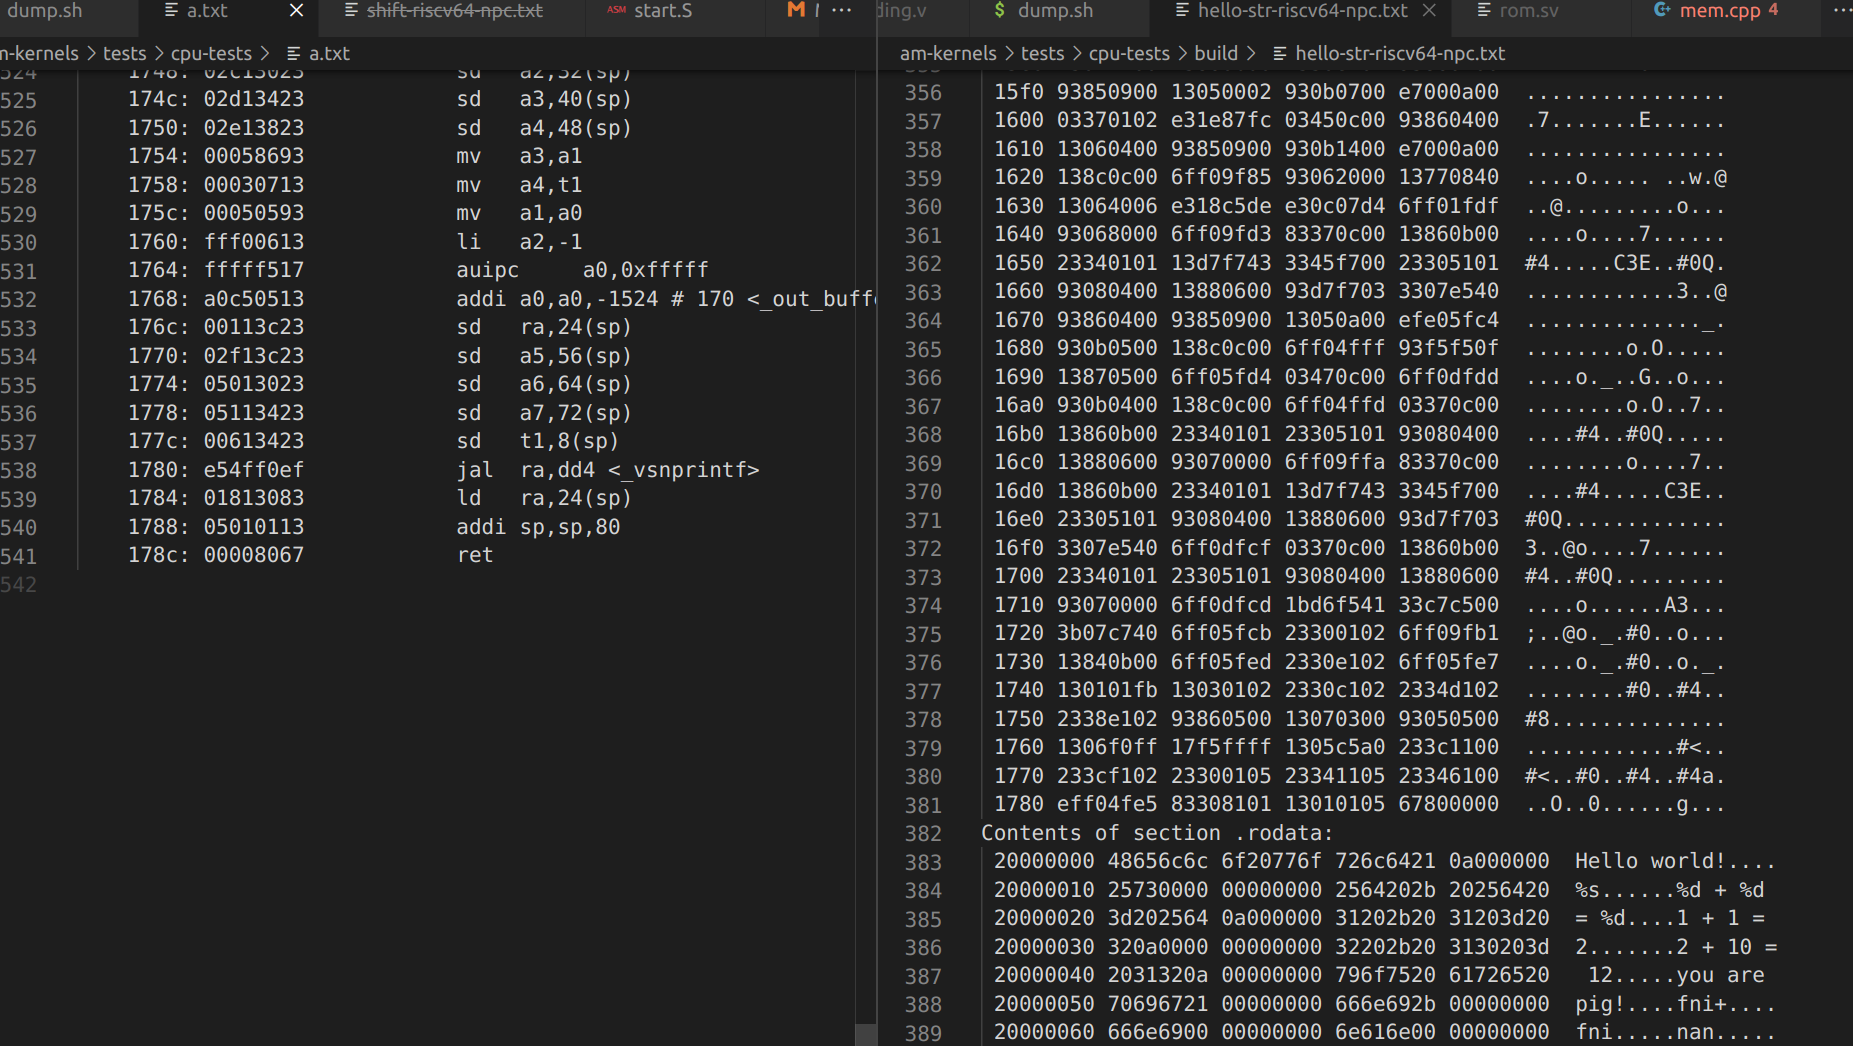 dump.sh
a.txt
shift-riscv64-npc.txt
ASM start.S
M
ding.v
$ dump.sh
hello-str-riscv64-npc.txt
rom.sv
mem.cpp 4
m-kernels > tests > cpu-tests > a.txt
524 1748: 02c13023 sd a2,32(sp)
525 174c: 02d13423 sd a3,40(sp)
526 1750: 02e13823 sd a4,48(sp)
527 1754: 00058693 mv a3,a1
528 1758: 00030713 mv a4,t1
529 175c: 00050593 mv a1,a0
530 1760: fff00613 li a2,-1
531 1764: fffff517 auipc a0,0xfffff
532 1768: a0c50513 addi a0,a0,-1524 # 170 <_out_buffe
533 176c: 00113c23 sd ra,24(sp)
534 1770: 02f13c23 sd a5,56(sp)
535 1774: 05013023 sd a6,64(sp)
536 1778: 05113423 sd a7,72(sp)
537 177c: 00613423 sd t1,8(sp)
538 1780: e54ff0ef jal ra,dd4 <_vsnprintf>
539 1784: 01813083 ld ra,24(sp)
540 1788: 05010113 addi sp,sp,80
541 178c: 00008067 ret
542
am-kernels > tests > cpu-tests > build > hello-str-riscv64-npc.txt
356 15f0 93850900 13050002 930b0700 e7000a00 ................
357 1600 03370102 e31e87fc 03450c00 93860400 .7.......E......
358 1610 13060400 93850900 930b1400 e7000a00 ................
359 1620 138c0c00 6ff09f85 93062000 13770840 ....o..... ..w.@
360 1630 13064006 e318c5de e30c07d4 6ff01fdf ..@.........o...
361 1640 93068000 6ff09fd3 83370c00 13860b00 ....o....7......
362 1650 23340101 13d7f743 3345f700 23305101 #4.....C3E..#0Q.
363 1660 93080400 13880600 93d7f703 3307e540 ............3..@
364 1670 93860400 93850900 13050a00 efe05fc4 .............._.
365 1680 930b0500 138c0c00 6ff04fff 93f5f50f ........o.O.....
366 1690 13870500 6ff05fd4 03470c00 6ff0dfdd ....o._..G..o...
367 16a0 930b0400 138c0c00 6ff04ffd 03370c00 ........o.O..7..
368 16b0 13860b00 23340101 23305101 93080400 ....#4..#0Q.....
369 16c0 13880600 93070000 6ff09ffa 83370c00 ........o....7..
370 16d0 13860b00 23340101 13d7f743 3345f700 ....#4.....C3E..
371 16e0 23305101 93080400 13880600 93d7f703 #0Q.............
372 16f0 3307e540 6ff0dfcf 03370c00 13860b00 3..@o....7......
373 1700 23340101 23305101 93080400 13880600 #4..#0Q.........
374 1710 93070000 6ff0dfcd 1bd6f541 33c7c500 ....o......A3...
375 1720 3b07c740 6ff05fcb 23300102 6ff09fb1 ;..@o._.#0..o...
376 1730 13840b00 6ff05fed 2330e102 6ff05fe7 ....o._.#0..o._.
377 1740 130101fb 13030102 2330c102 2334d102 ........#0..#4..
378 1750 2338e102 93860500 13070300 93050500 #8..............
379 1760 1306f0ff 17f5ffff 1305c5a0 233c1100 ............#<..
380 1770 233cf102 23300105 23341105 23346100 #<..#0..#4..#4a.
381 1780 eff04fe5 83308101 13010105 67800000 ..O..0......g...
382 Contents of section .rodata:
383 20000000 48656c6c 6f20776f 726c6421 0a000000 Hello world!....
384 20000010 25730000 00000000 2564202b 20256420 %s......%d + %d
385 20000020 3d202564 0a000000 31202b20 31203d20 = %d....1 + 1 =
386 20000030 320a0000 00000000 32202b20 3130203d 2.......2 + 10 =
387 20000040 2031320a 00000000 796f7520 61726520 12.....you are
388 20000050 70696721 00000000 666e692b 00000000 pig!....fni+....
389 20000060 666e6900 00000000 6e616e00 00000000 fni.....nan.....